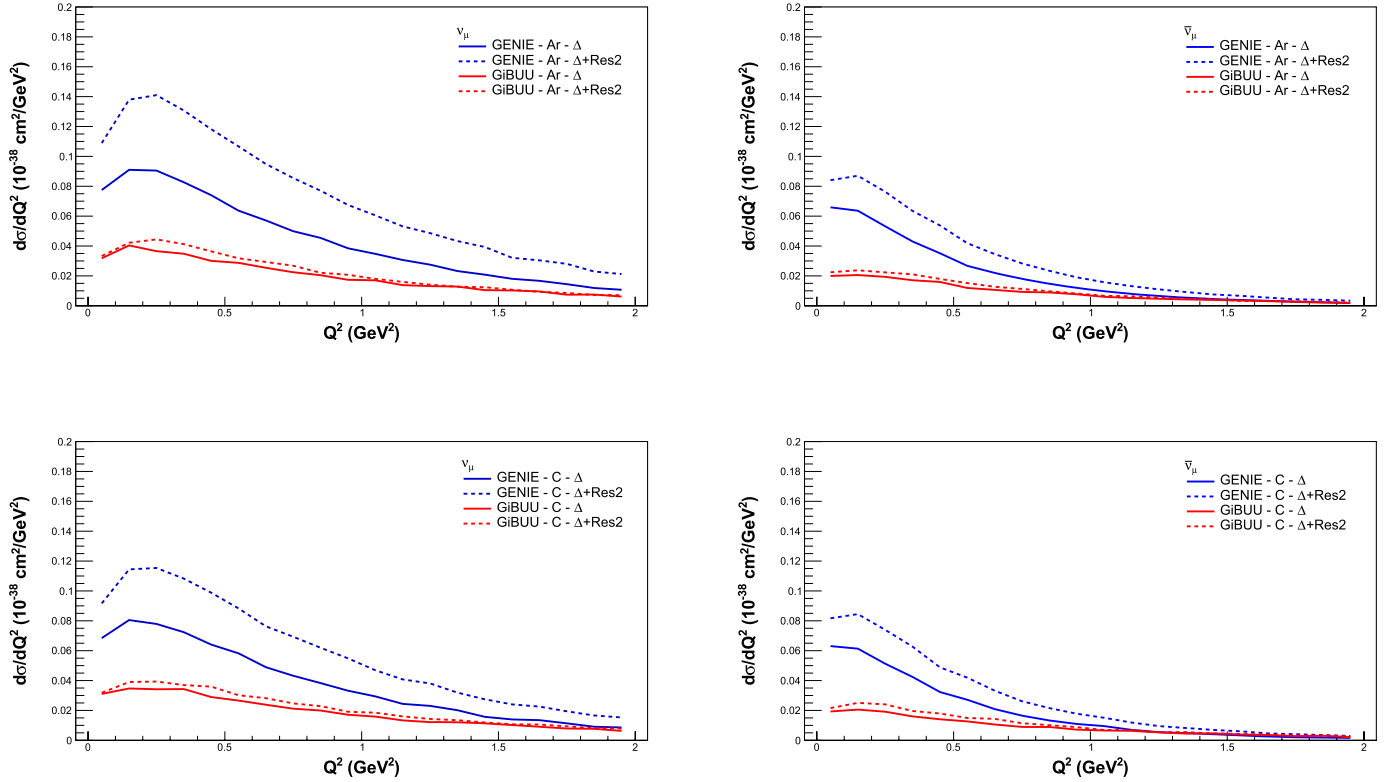 0.2
0.18
0.16
0.14
0.12
0.1
0.08
0.06
0.04
0.02
0
dσ/dQ² (10⁻³⁸ cm²/GeV²)
ν_μ
GENIE - Ar - Δ
GENIE - Ar - Δ+Res2
GiBUU - Ar - Δ
GiBUU - Ar - Δ+Res2
0 0.5 1 1.5 2
Q² (GeV²)
0.2
0.18
0.16
0.14
0.12
0.1
0.08
0.06
0.04
0.02
0
dσ/dQ² (10⁻³⁸ cm²/GeV²)
ν̅_μ
GENIE - Ar - Δ
GENIE - Ar - Δ+Res2
GiBUU - Ar - Δ
GiBUU - Ar - Δ+Res2
0 0.5 1 1.5 2
Q² (GeV²)
0.2
0.18
0.16
0.14
0.12
0.1
0.08
0.06
0.04
0.02
0
dσ/dQ² (10⁻³⁸ cm²/GeV²)
ν_μ
GENIE - C - Δ
GENIE - C - Δ+Res2
GiBUU - C - Δ
GiBUU - C - Δ+Res2
0 0.5 1 1.5 2
Q² (GeV²)
0.2
0.18
0.16
0.14
0.12
0.1
0.08
0.06
0.04
0.02
0
dσ/dQ² (10⁻³⁸ cm²/GeV²)
ν̅_μ
GENIE - C - Δ
GENIE - C - Δ+Res2
GiBUU - C - Δ
GiBUU - C - Δ+Res2
0 0.5 1 1.5 2
Q² (GeV²)